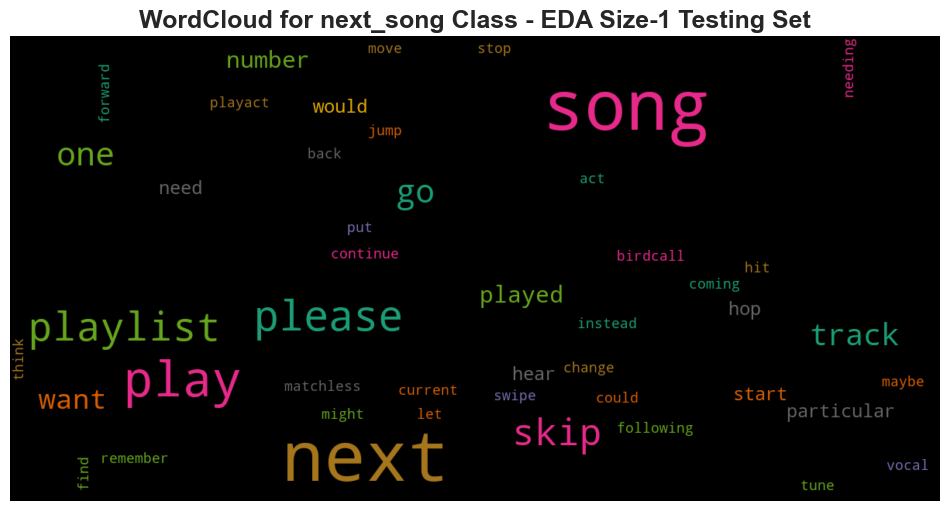 WordCloud for next_song Class - EDA Size-1 Testing Set
move stop
number
forward
needing
playact would
song
jump
one
back
need
act
go
put
continue
birdcall
hit
coming
played
hop
please
instead
playlist
track
think
change
hear
play
matchless
current
maybe
want
swipe
could
start
particular
might
let
skip
following
next
remember
find
vocal
tune